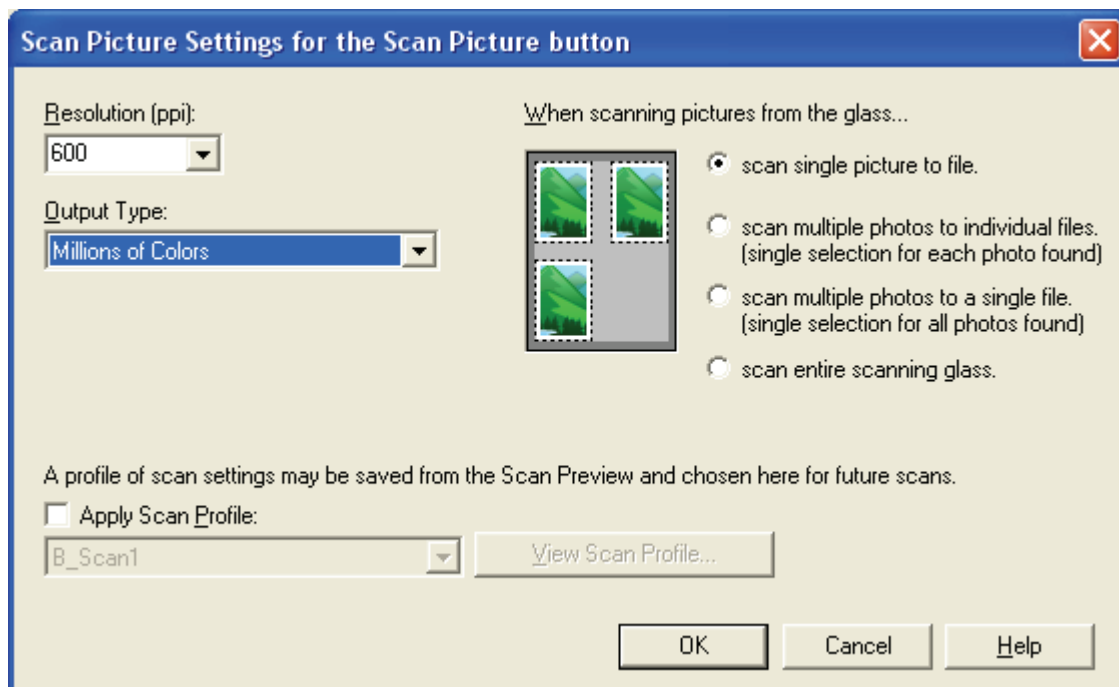 Scan Picture Settings for the Scan Picture button
Resolution (ppi):
600
Output Type:
Millions of Colors
When scanning pictures from the glass...
scan single picture to file.
scan multiple photos to individual files.
(single selection for each photo found)
scan multiple photos to a single file.
(single selection for all photos found)
scan entire scanning glass.
A profile of scan settings may be saved from the Scan Preview and chosen here for future scans.
Apply Scan Profile:
B_Scan1
View Scan Profile...
OK
Cancel
Help